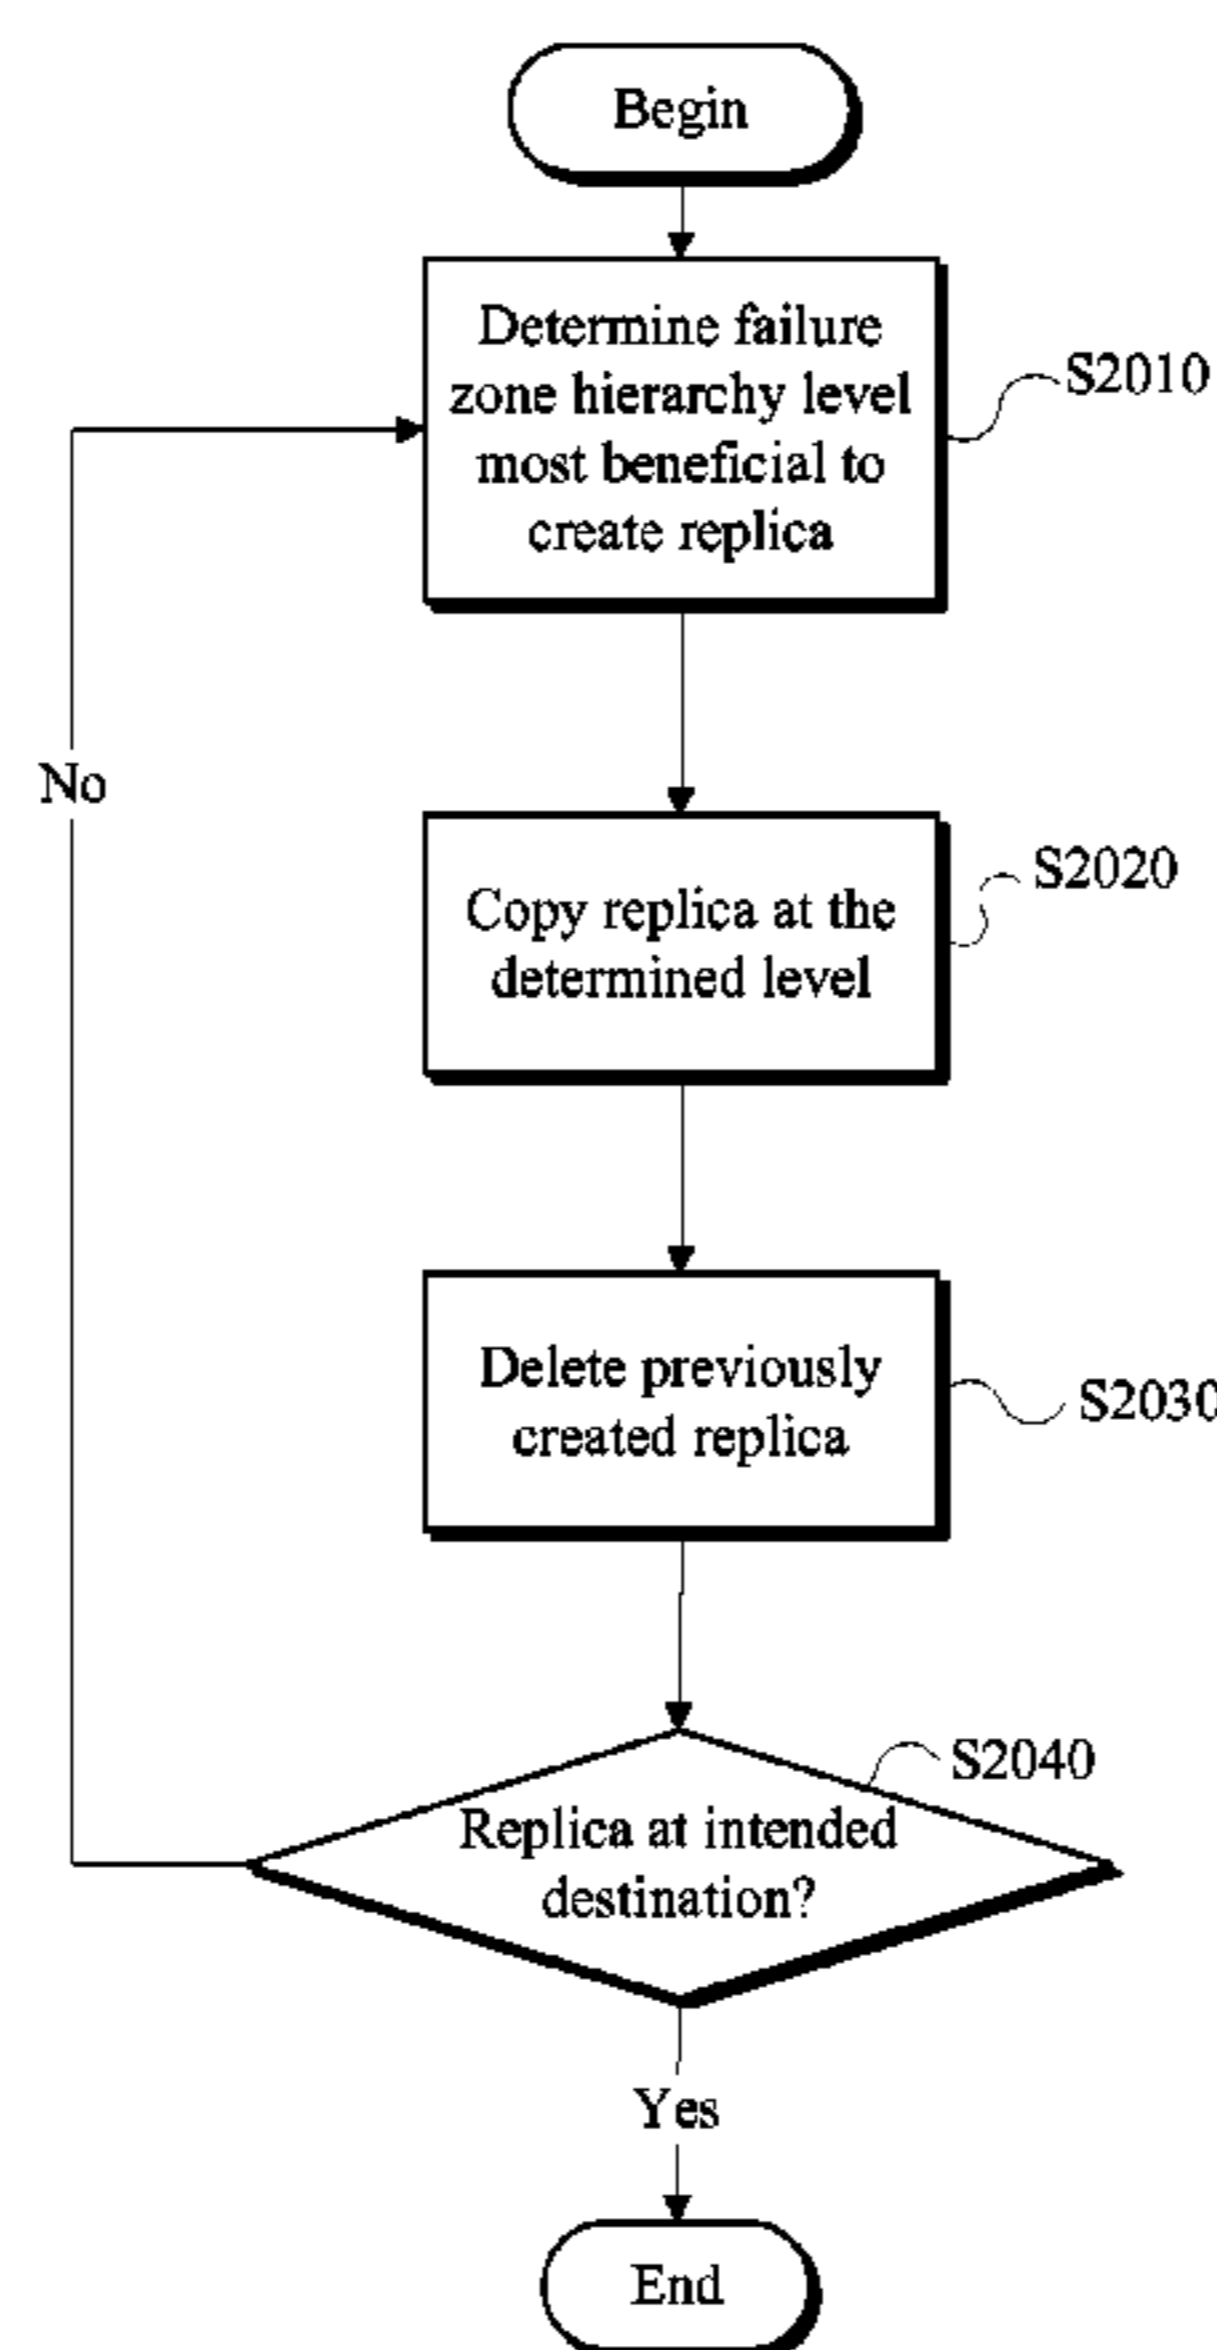 Begin
Determine failure
zone hierarchy level
most beneficial to
create replica
S2010
No
Copy replica at the
determined level
S2020
Delete previously
created replica
S2030
S2040
Replica at intended
destination?
Yes
End